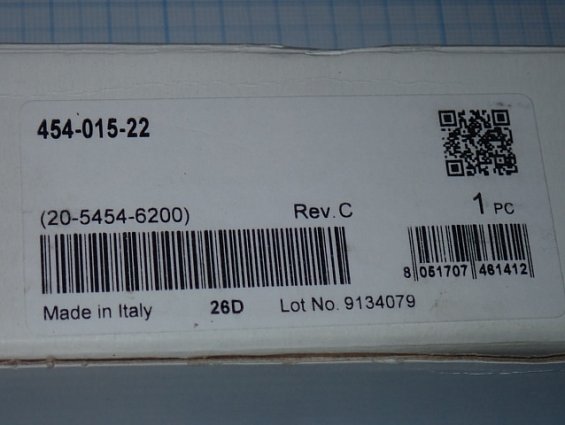 454-015-22
(20-5454-6200) Rev. C 1 PC
8 051707 461412
Made in Italy 26D Lot No. 9134079